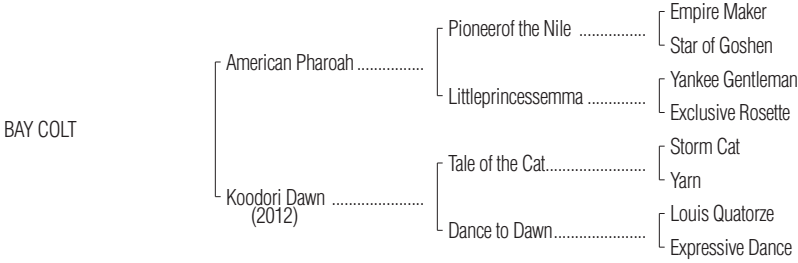 Empire Maker
Pioneerof the Nile ................
Star of Goshen
American Pharoah ................
Yankee Gentleman
Littleprincessemma ..............
Exclusive Rosette
BAY COLT
Storm Cat
Tale of the Cat........................
Yarn
Koodori Dawn ......................
(2012)
Louis Quatorze
Dance to Dawn......................
Expressive Dance